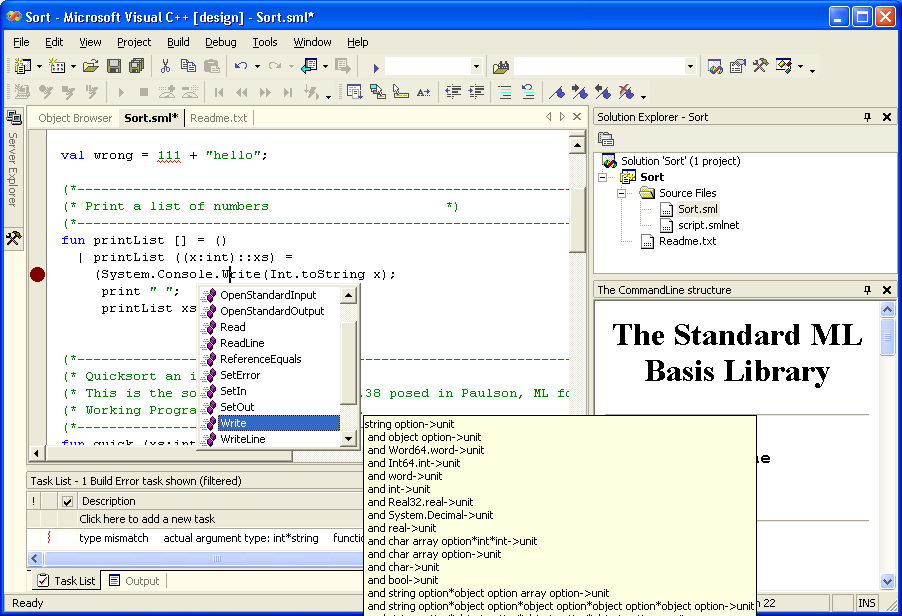 Sort - Microsoft Visual C++ [design] - Sort.sml*
File Edit View Project Build Debug Tools Window Help
Object Browser Sort.sml* Readme.txt
Server Explorer
val wrong = 111 + "hello";
(*
(* Print a list of numbers *)
(*
fun printList [] = ()
| printList ((x:int)::xs) =
(System.Console.Write(Int.toString x);
print " ";
printList xs
(*
(* Quicksort an i
(* This is the so .38 posed in Paulson, ML fo
(* Working Progra
(*
fun quick (xs:int
OpenStandardInput
OpenStandardOutput
Read
ReadLine
ReferenceEquals
SetError
SetIn
SetOut
Write
WriteLine
string option->unit
and object option->unit
and Word64.word->unit
and Int64.int->unit
and word->unit
and int->unit
and Real32.real->unit
and System.Decimal->unit
and real->unit
and char array option*int*int->unit
and char array option->unit
and char->unit
and bool->unit
and string option*object option array option->unit
and string option*object option*object option*object option*object option->unit
Solution Explorer - Sort
Solution 'Sort' (1 project)
Sort
Source Files
Sort.sml
script.smlnet
Readme.txt
The CommandLine structure
The Standard ML
Basis Library
Task List - 1 Build Error task shown (filtered)
! Description
Click here to add a new task
type mismatch actual argument type: int*string
Task List Output
Ready
22
INS